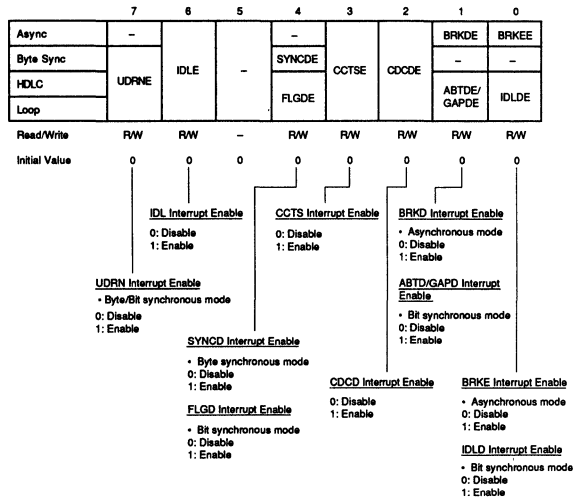 7 6 5 4 3 2 1 0
Async – – BRKDE BRKEE
Byte Sync UDRNE IDLE – SYNCDE CCTSE CDCDE – –
HDLC FLGDE ABTDE/ GAPDE IDLDE
Loop
Read/Write R/W R/W – R/W R/W R/W R/W R/W
Initial Value 0 0 0 0 0 0 0 0
IDL Interrupt Enable
0: Disable
1: Enable
CCTS Interrupt Enable
0: Disable
1: Enable
BRKD Interrupt Enable
• Asynchronous mode
0: Disable
1: Enable
UDRN Interrupt Enable
• Byte/Bit synchronous mode
0: Disable
1: Enable
ABTD/GAPD Interrupt
Enable
• Bit synchronous mode
0: Disable
1: Enable
SYNCD Interrupt Enable
• Byte synchronous mode
0: Disable
1: Enable
FLGD Interrupt Enable
• Bit synchronous mode
0: Disable
1: Enable
CDCD Interrupt Enable
0: Disable
1: Enable
BRKE Interrupt Enable
• Asynchronous mode
0: Disable
1: Enable
IDLD Interrupt Enable
• Bit synchronous mode
0: Disable
1: Enable